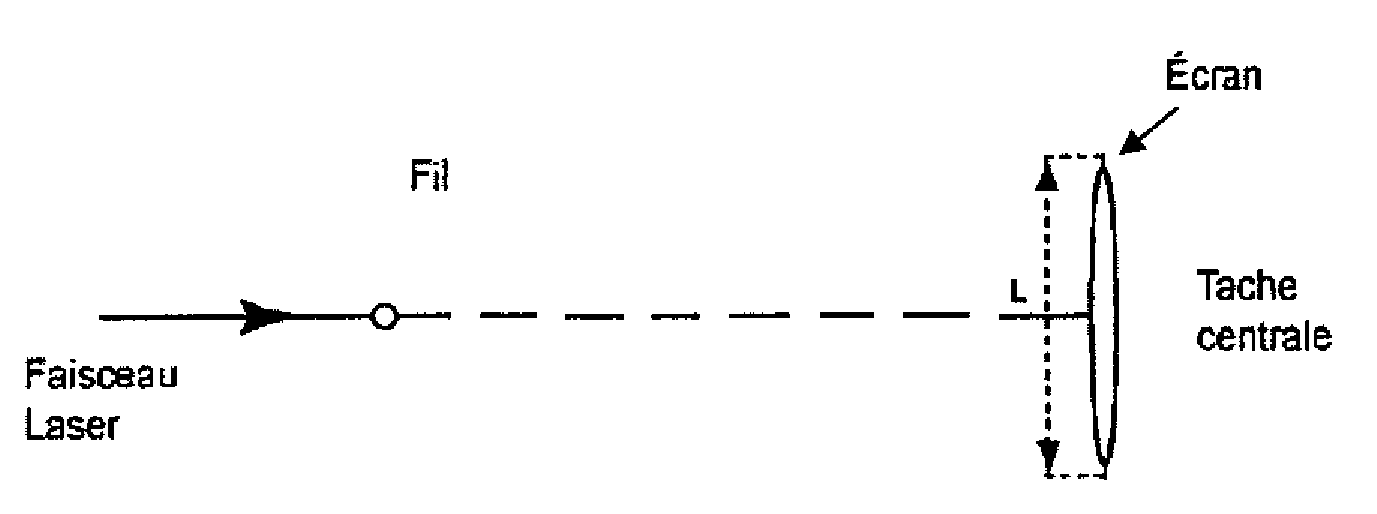 Écran
Fil
L
Tache
centrale
Faisceau
Laser